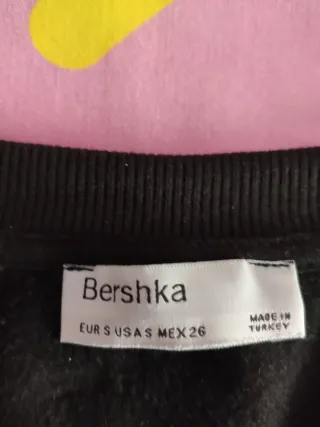 Bershka
EUR S USA S MEX 26
MADE IN
TURKEY